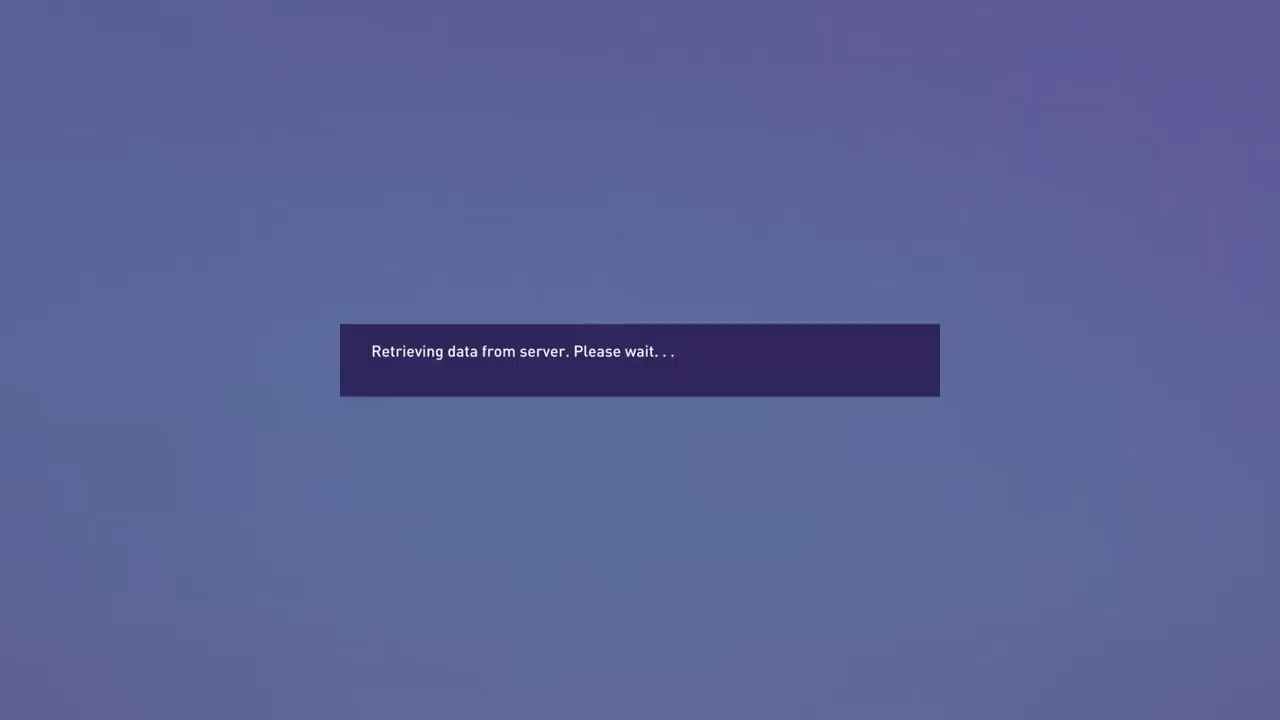 Retrieving data from server. Please wait. . .